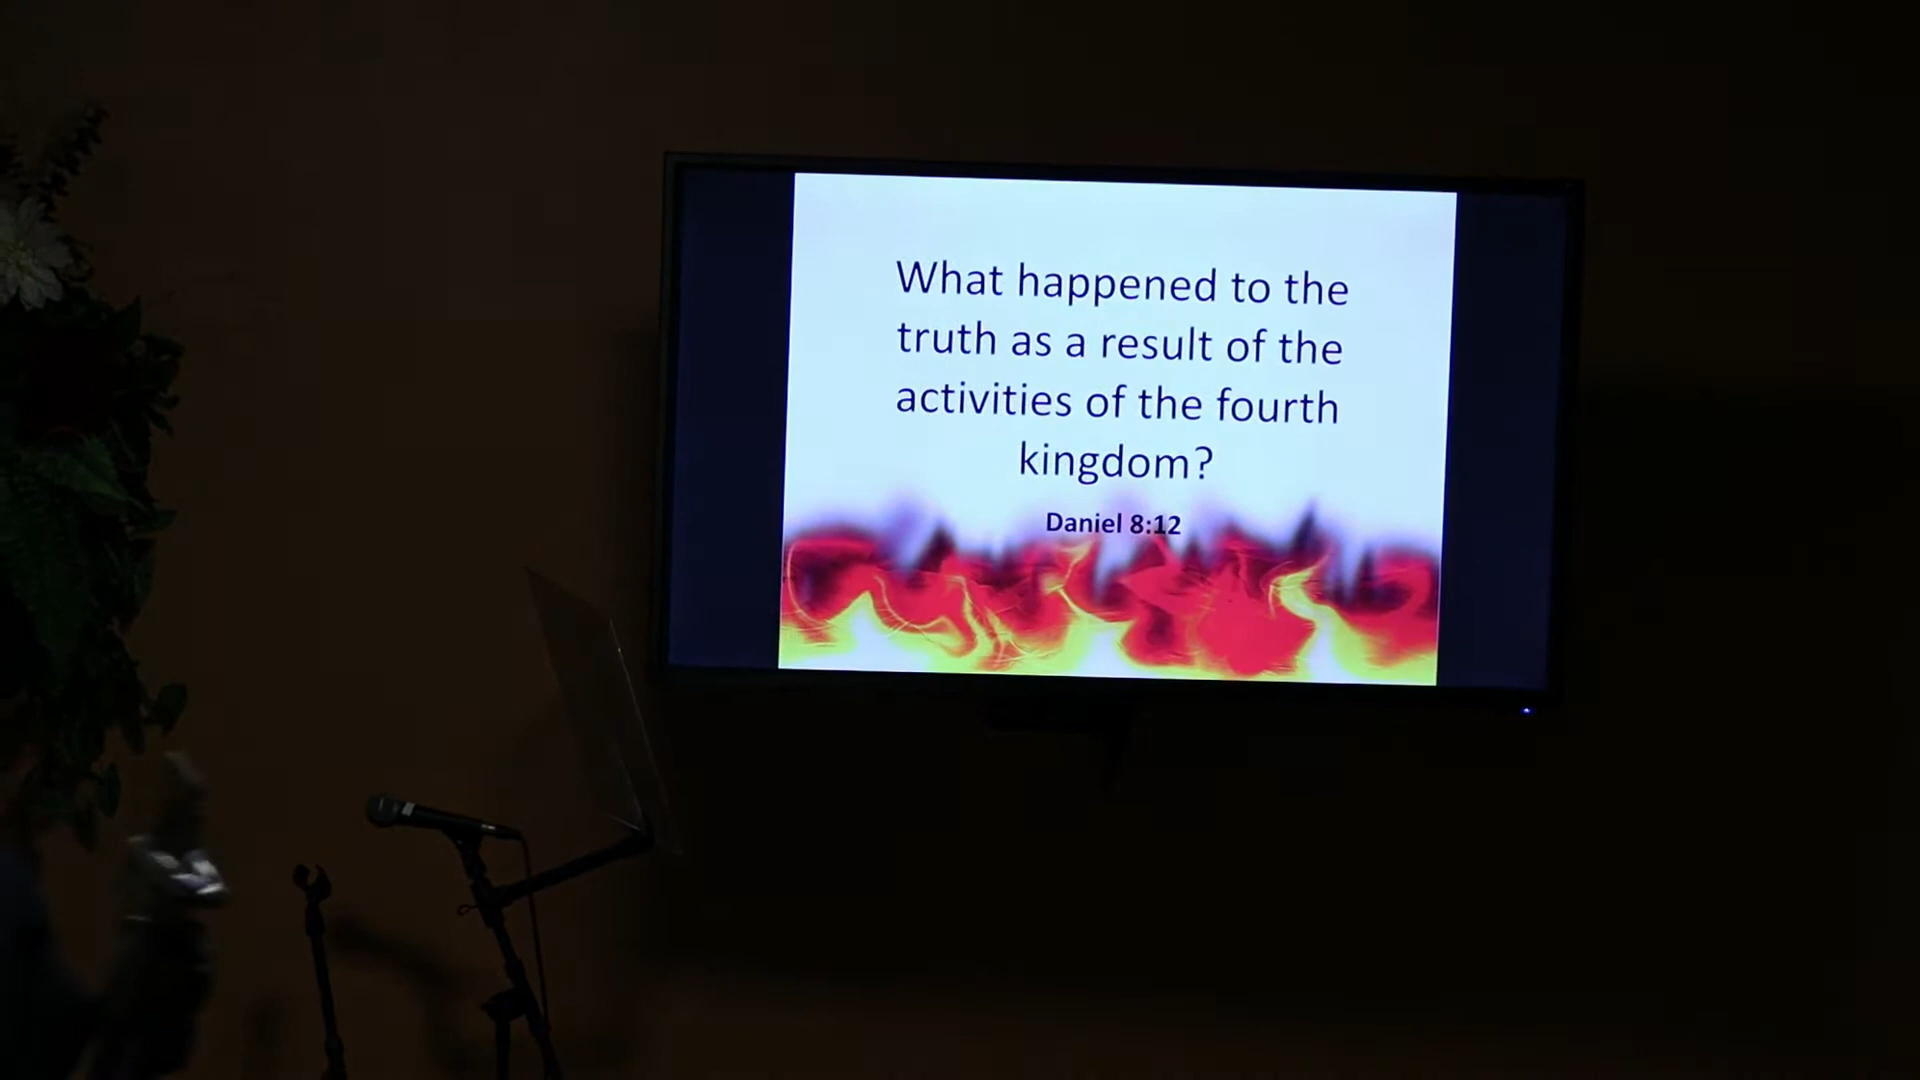 What happened to the
truth as a result of the
activities of the fourth
kingdom?
Daniel 8:12